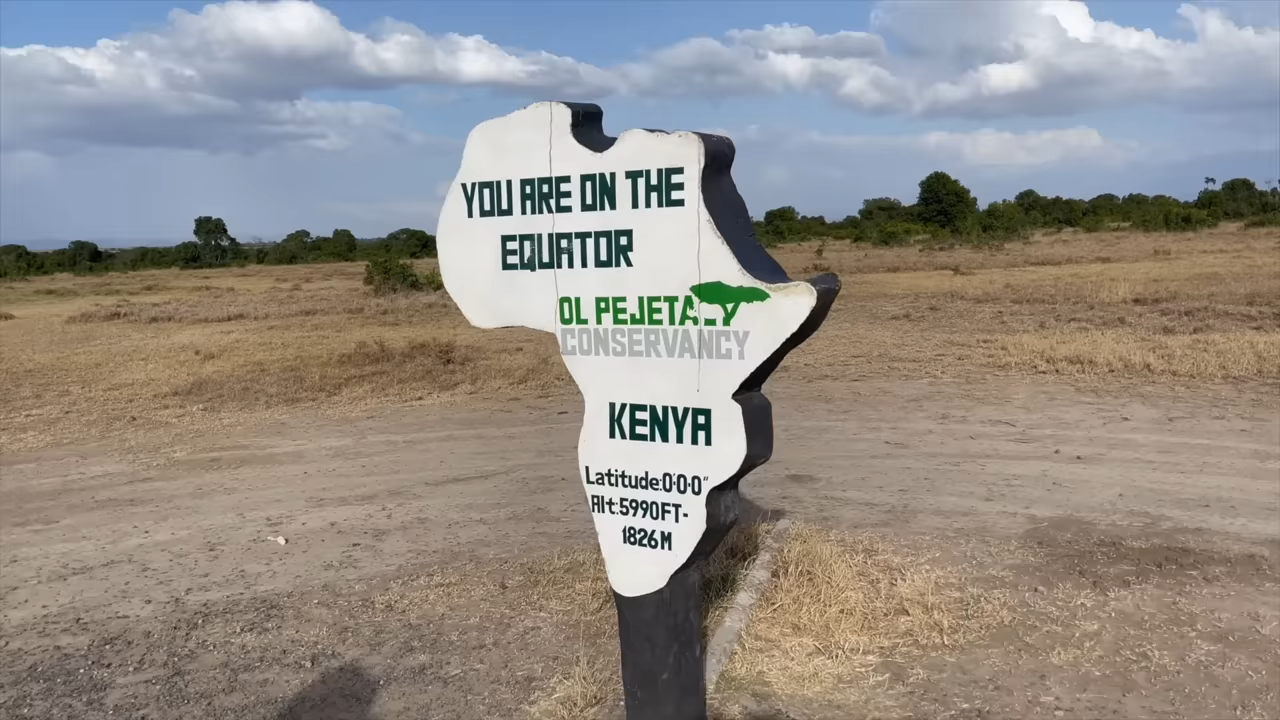 YOU ARE ON THE
EQUATOR
OL PEJETA
CONSERVANCY
KENYA
Latitude:0·0·0"
Alt:5990FT-
1826M